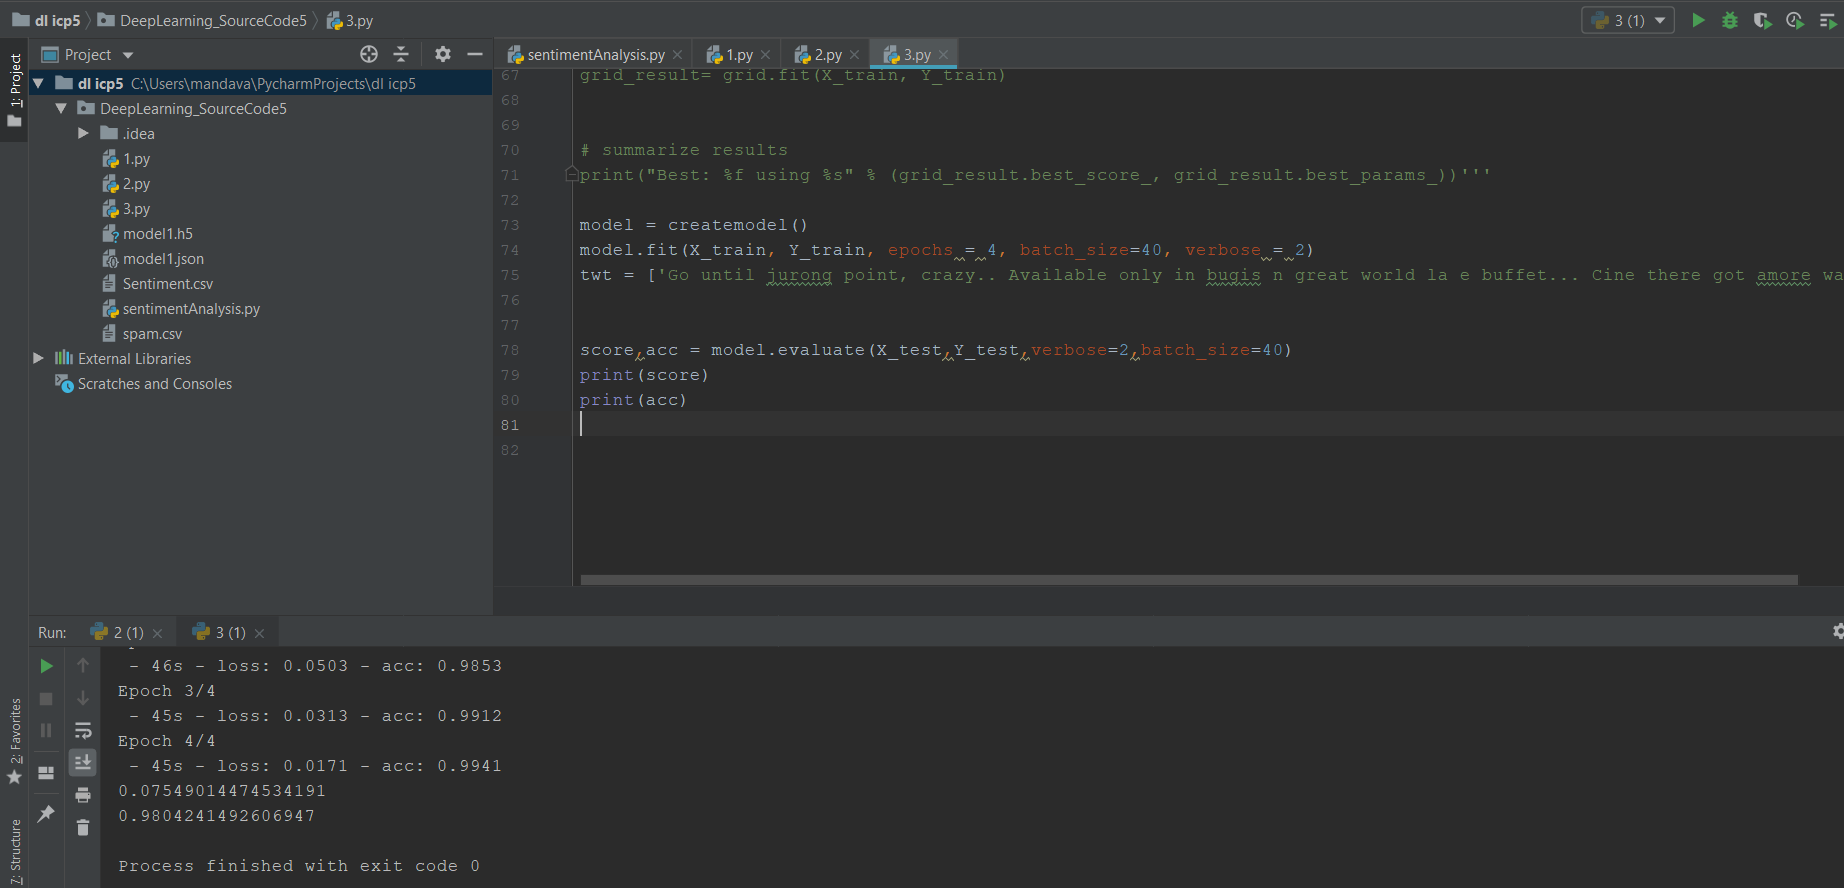 dl icp5 DeepLearning_SourceCode5 3.py
3 (1)
1: Project
Project
sentimentAnalysis.py 1.py 2.py 3.py
dl icp5 C:\Users\mandava\PycharmProjects\dl icp5
DeepLearning_SourceCode5
.idea
1.py
2.py
3.py
model1.h5
model1.json
Sentiment.csv
sentimentAnalysis.py
spam.csv
External Libraries
Scratches and Consoles
67 grid_result= grid.fit(X_train, Y_train)
68
69
70 # summarize results
71 print("Best: %f using %s" % (grid_result.best_score_, grid_result.best_params_))'''
72
73 model = createmodel()
74 model.fit(X_train, Y_train, epochs = 4, batch_size=40, verbose = 2)
75 twt = ['Go until jurong point, crazy.. Available only in bugis n great world la e buffet... Cine there got amore wa
76
77
78 score,acc = model.evaluate(X_test,Y_test,verbose=2,batch_size=40)
79 print(score)
80 print(acc)
81
82
Run: 2 (1) 3 (1)
- 46s - loss: 0.0503 - acc: 0.9853
Epoch 3/4
- 45s - loss: 0.0313 - acc: 0.9912
Epoch 4/4
- 45s - loss: 0.0171 - acc: 0.9941
0.07549014474534191
0.9804241492606947
Process finished with exit code 0
2: Favorites
7: Structure